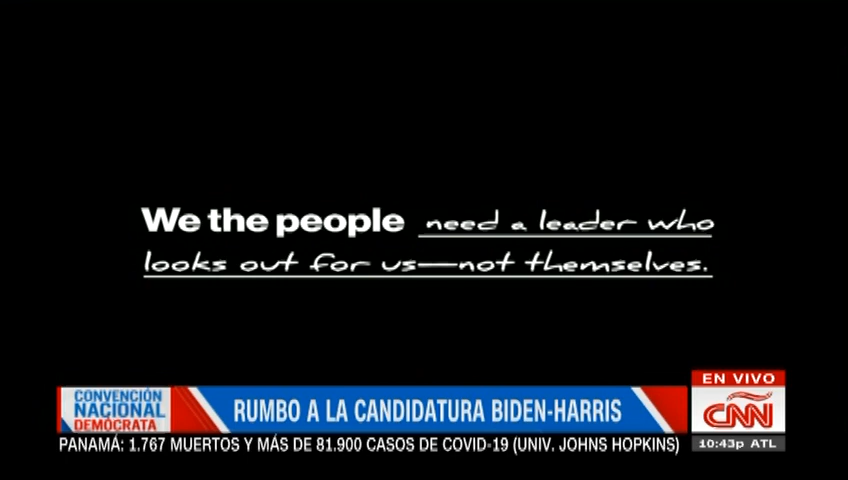 We the people need a leader who
looks out for us—not themselves.
CONVENCIÓN
NACIONAL
DEMÓCRATA
RUMBO A LA CANDIDATURA BIDEN-HARRIS
EN VIVO
CNN
10:43p ATL
PANAMÁ: 1.767 MUERTOS Y MÁS DE 81.900 CASOS DE COVID-19 (UNIV. JOHNS HOPKINS)